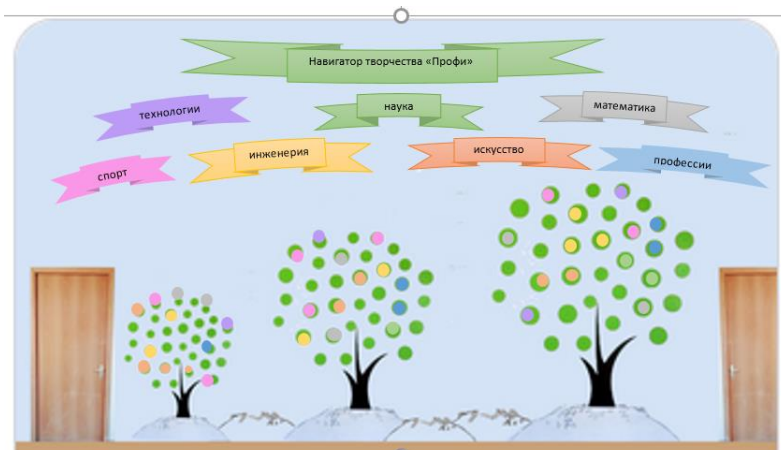 Навигатор творчества «Профи»
технологии
наука
математика
спорт
инженерия
искусство
профессии